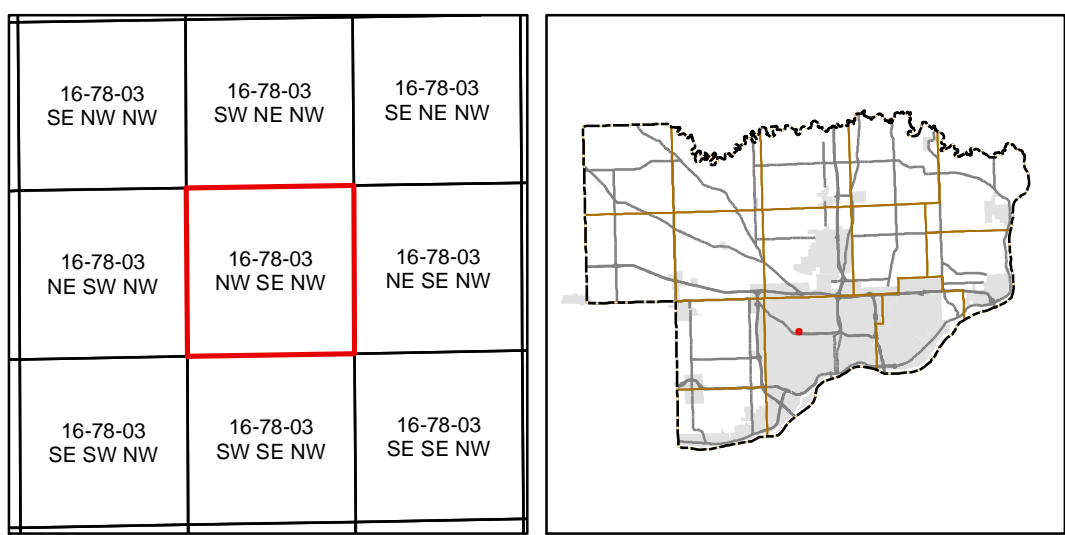 16-78-03
SE NW NW
16-78-03
SW NE NW
16-78-03
SE NE NW
16-78-03
NE SW NW
16-78-03
NW SE NW
16-78-03
NE SE NW
16-78-03
SE SW NW
16-78-03
SW SE NW
16-78-03
SE SE NW